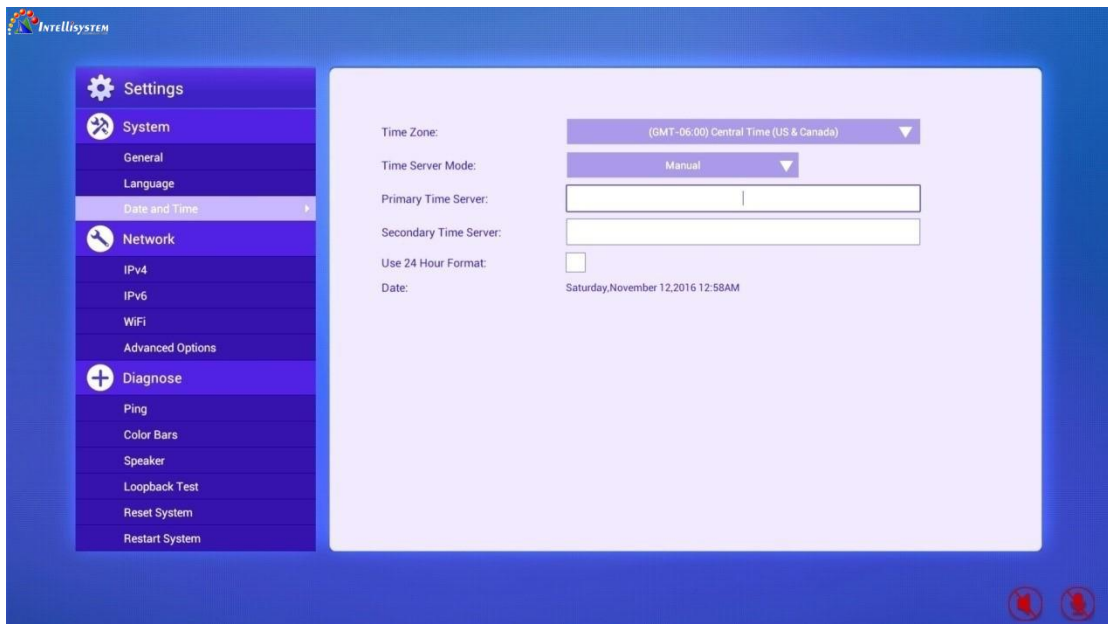 INTELLISYSTEM
Settings
System
General
Language
Date and Time
Network
IPv4
IPv6
WiFi
Advanced Options
Diagnose
Ping
Color Bars
Speaker
Loopback Test
Reset System
Restart System
Time Zone: (GMT-06:00) Central Time (US & Canada)
Time Server Mode: Manual
Primary Time Server:
Secondary Time Server:
Use 24 Hour Format:
Date: Saturday,November 12,2016 12:58AM